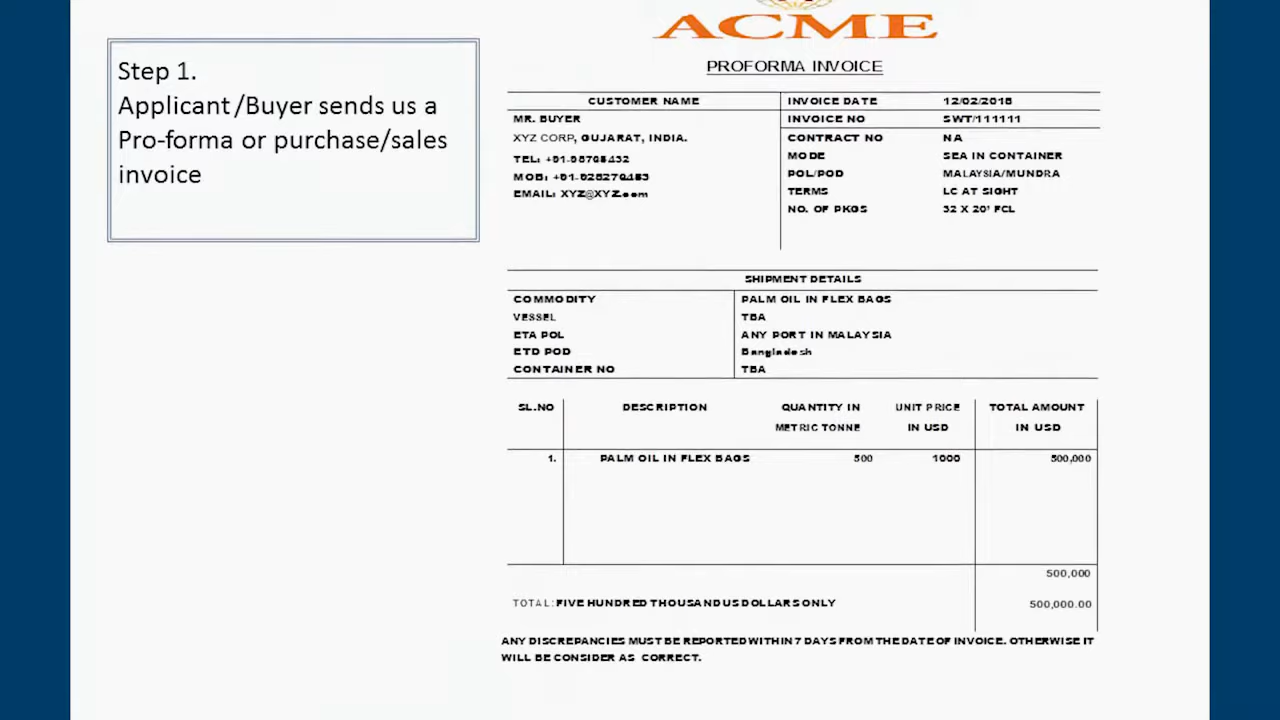 Step 1.
Applicant/Buyer sends us a
Pro-forma or purchase/sales
invoice
ACME
PROFORMA INVOICE
CUSTOMER NAME
MR. BUYER
XYZ CORP, GUJARAT, INDIA.
EMAIL: XYZ@XYZ.com
INVOICE DATE 12/02/2018
INVOICE NO SWT/111111
CONTRACT NO NA
MODE SEA IN CONTAINER
POL/POD MALAYSIA/MUNDRA
TERMS LC AT SIGHT
NO. OF PKGS 32 X 20' FCL
SHIPMENT DETAILS
COMMODITY PALM OIL IN FLEX BAGS
VESSEL TBA
ETA POL ANY PORT IN MALAYSIA
ETD POD Bangladesh
CONTAINER NO TBA
SL.NO DESCRIPTION QUANTITY IN UNIT PRICE TOTAL AMOUNT
METRIC TONNE IN USD IN USD
1. PALM OIL IN FLEX BAGS 500 1000 500,000
500,000
TOTAL: FIVE HUNDRED THOUSAND US DOLLARS ONLY 500,000.00
ANY DISCREPANCIES MUST BE REPORTED WITHIN 7 DAYS FROM THE DATE OF INVOICE. OTHERWISE IT
WILL BE CONSIDER AS CORRECT.